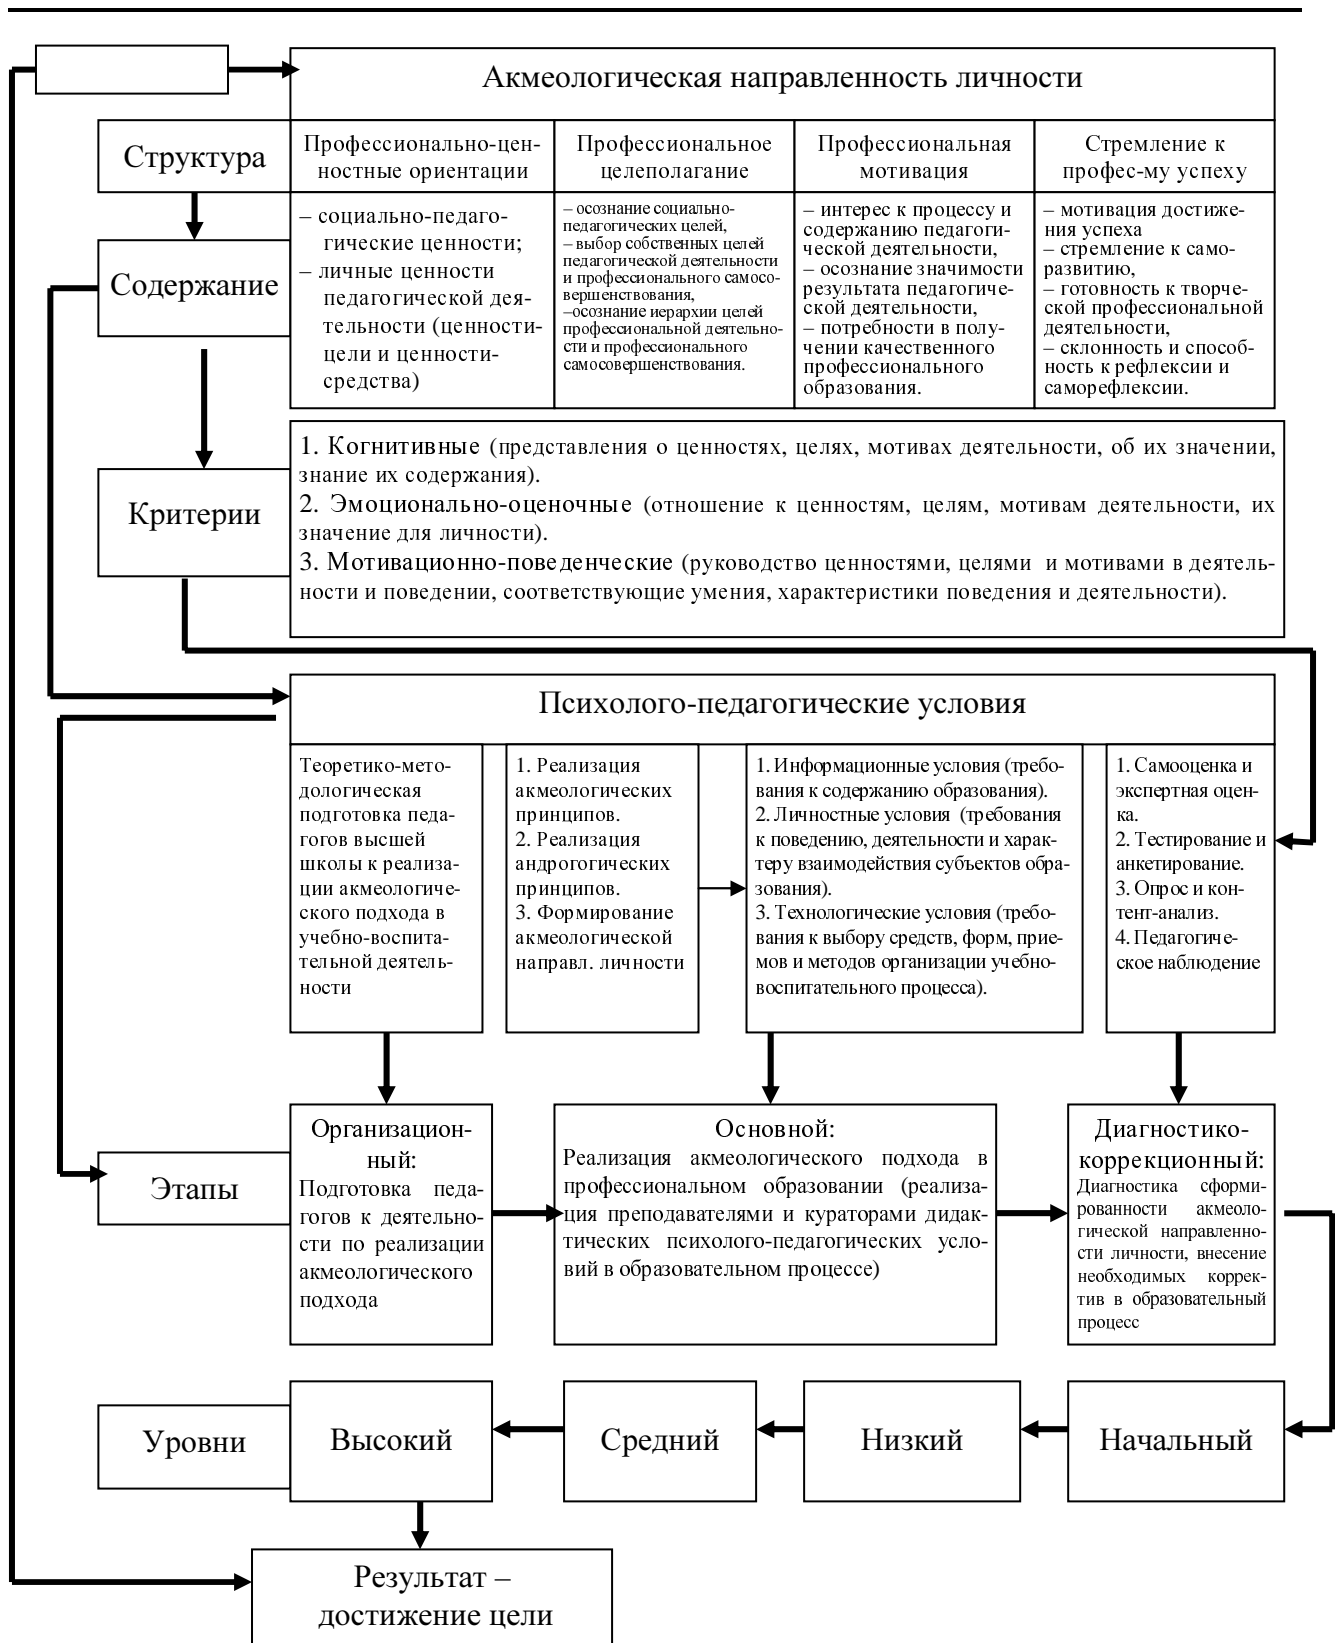 Акмеологическая направленность личности
Структура
Профессионально-цен-
ностные ориентации
Профессиональное
целеполагание
Профессиональная
мотивация
Стремление к
профес-му успеху
Содержание
– социально-педаго-
гические ценности;
– личные ценности
педагогической дея-
тельности (ценности-
цели и ценности-
средства)
– осознание социально-
педагогических целей,
– выбор собственных целей
педагогической деятельности
и профессионального самосо-
вершенствования,
–осознание иерархии целей
профессиональной деятельно-
сти и профессионального
самосовершенствования.
– интерес к процессу и
содержанию педагоги-
ческой деятельности,
– осознание значимости
результата педагогиче-
ской деятельности,
– потребности в полу-
чении качественного
профессионального
образования.
– мотивация достиже-
ния успеха
– стремление к само-
развитию,
– готовность к творче-
ской профессиональной
деятельности,
– склонность и способ-
ность к рефлексии и
саморефлексии.
Критерии
1. Когнитивные (представления о ценностях, целях, мотивах деятельности, об их значении,
знание их содержания).
2. Эмоционально-оценочные (отношение к ценностям, целям, мотивам деятельности, их
значение для личности).
3. Мотивационно-поведенческие (руководство ценностями, целями и мотивами в деятель-
ности и поведении, соответствующие умения, характеристики поведения и деятельности).
Психолого-педагогические условия
Теоретико-мето-
дологическая
подготовка педа-
гогов высшей
школы к реализа-
ции акмеологиче-
ского подхода в
учебно-воспита-
тельной деятель-
ности
1. Реализация
акмеологических
принципов.
2. Реализация
андрогогических
принципов.
3. Формирование
акмеологической
направл. личности
1. Информационные условия (требо-
вания к содержанию образования).
2. Личностные условия (требования
к поведению, деятельности и харак-
теру взаимодействия субъектов обра-
зования).
3. Технологические условия (требо-
вания к выбору средств, форм, прие-
мов и методов организации учебно-
воспитательного процесса).
1. Самооценка и
экспертная оцен-
ка.
2. Тестирование и
анкетирование.
3. Опрос и кон-
тент-анализ.
4. Педагогиче-
ское наблюдение
Этапы
Организацион-
ный:
Подготовка педа-
гогов к деятельно-
сти по реализации
акмеологического
подхода
Основной:
Реализация акмеологического подхода в
профессиональном образовании (реализа-
ция преподавателями и кураторами дидак-
тических психолого-педагогических усло-
вий в образовательном процессе)
Диагностико-
коррекционный:
Диагностика сформи-
рованности акмеоло-
гической направленно-
сти личности, внесение
необходимых коррек-
тив в образовательный
процесс
Уровни
Высокий
Средний
Низкий
Начальный
Результат –
достижение цели